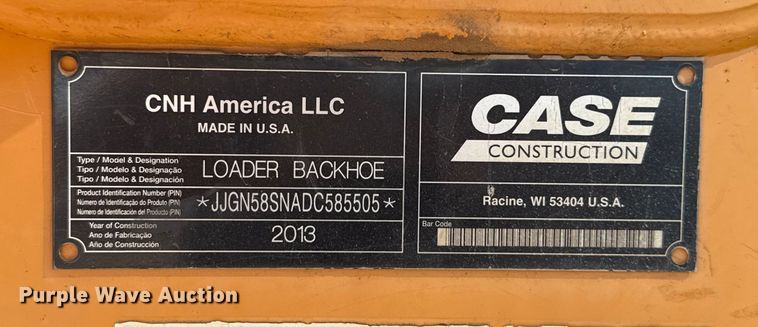 CNH America LLC
MADE IN U.S.A.
Type / Model & Designation
Tipo / Modelo & Designação
Tipo / Modelo & Designación
LOADER BACKHOE
Product Identification Number (PIN)
Número de Identificação do Produto (PIN)
Número de Identificación del Producto (PIN)
*JJGN58SNADC585505*
Year of Construction
Ano de Fabricação
Año de Construcción
2013
CASE
CONSTRUCTION
Racine, WI 53404 U.S.A.
Bar Code
Purple Wave Auction